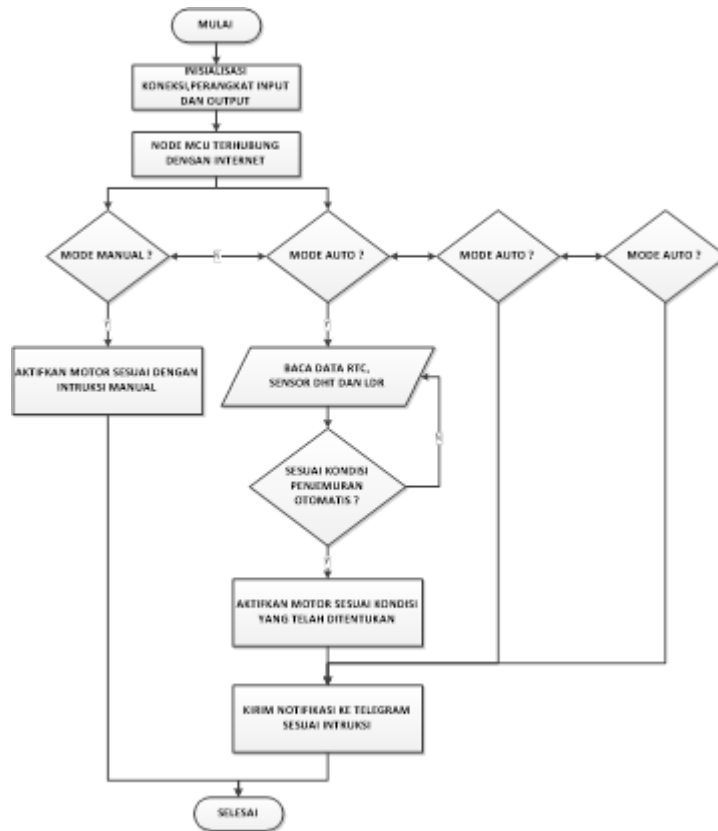 MULAI
INISIALISASI
KONEKSI,PERANGKAT INPUT
DAN OUTPUT
NODE MCU TERHUBUNG
DENGAN INTERNET
MODE MANUAL ?
MODE AUTO ?
MODE AUTO ?
MODE AUTO ?
AKTIFKAN MOTOR SESUAI DENGAN
INTRUKSI MANUAL
BACA DATA RTC,
SENSOR DHT DAN LDR
SESUAI KONDISI
PENJEMURAN
OTOMATIS ?
AKTIFKAN MOTOR SESUAI KONDISI
YANG TELAH DITENTUKAN
KIRIM NOTIFIKASI KE TELEGRAM
SESUAI INTRUKSI
SELESAI